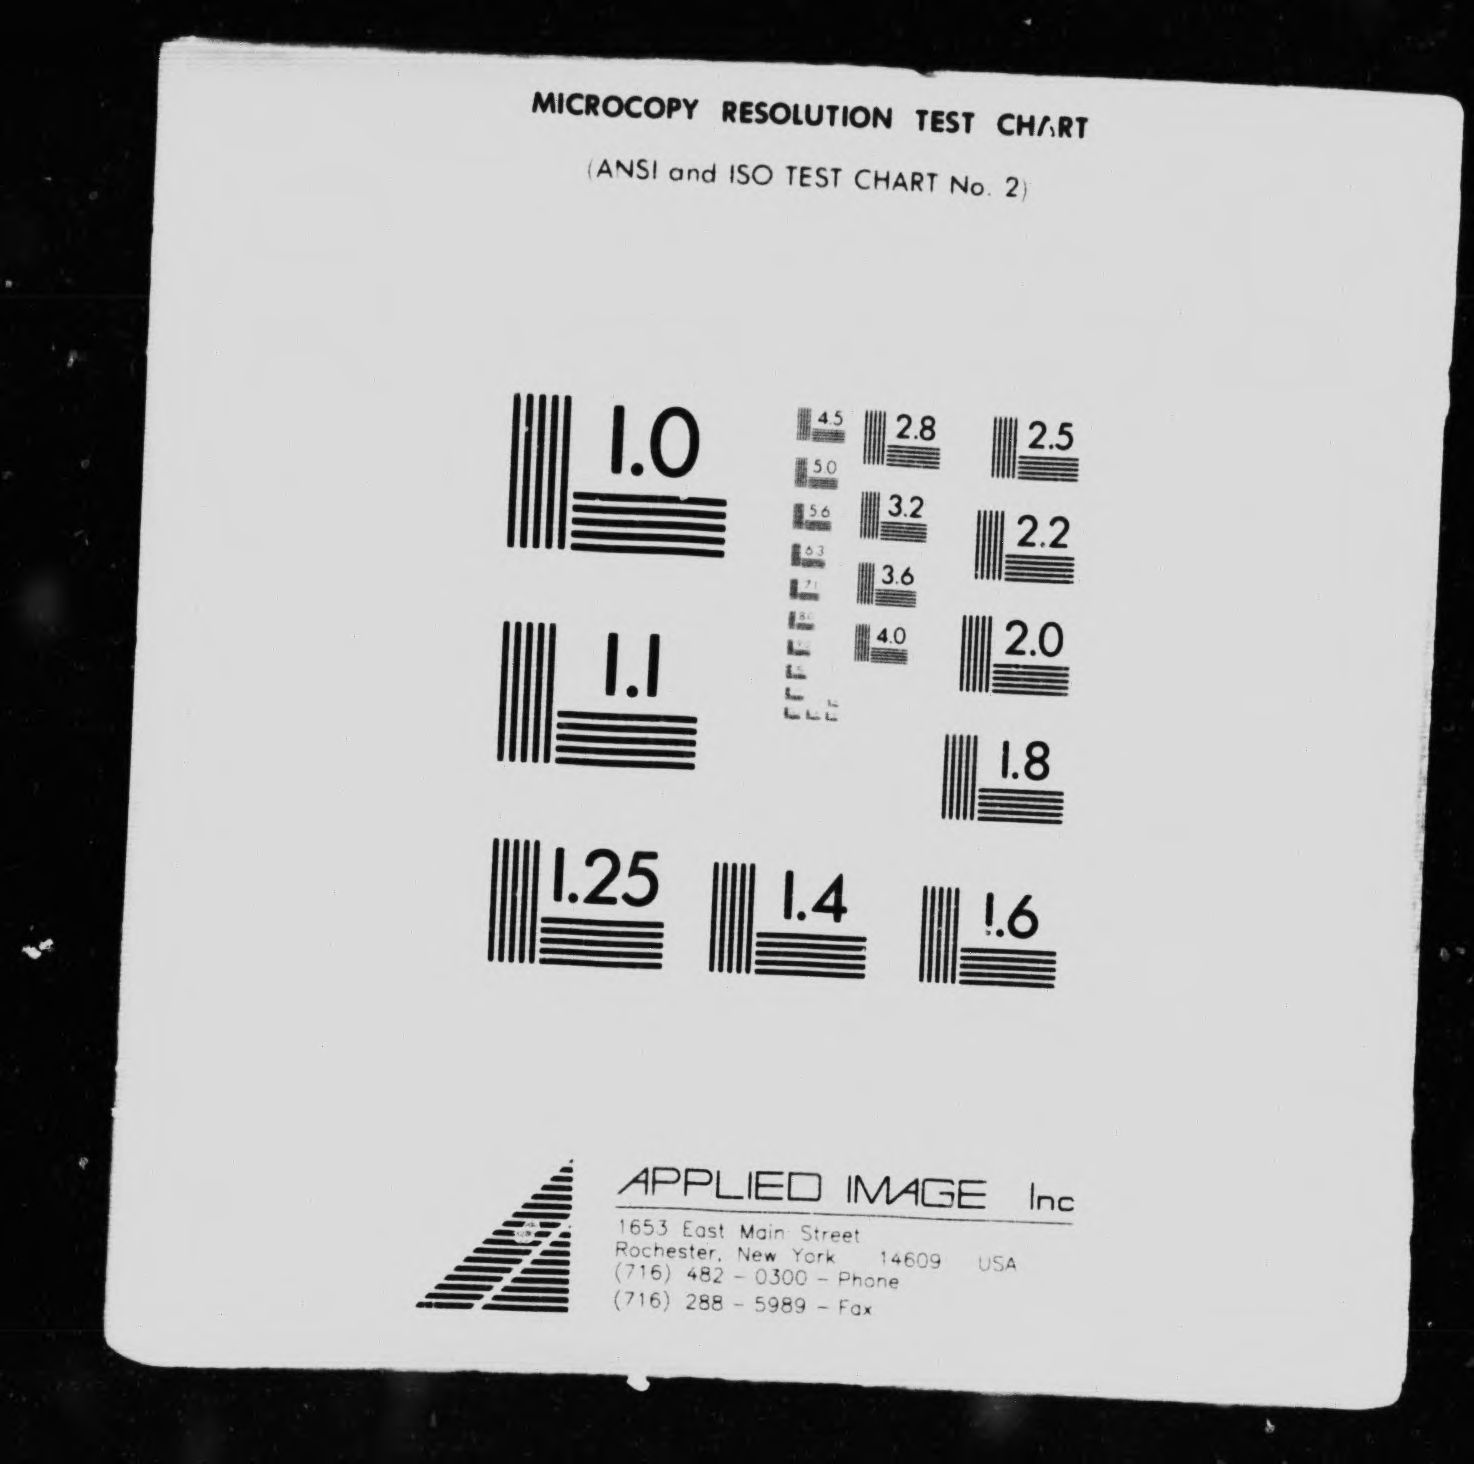 MICROCOPY RESOLUTION TEST CHART
(ANSI and ISO TEST CHART No. 2)
1.0
1.1
1.25
1.4
1.6
1.8
2.0
2.2
2.5
2.8
3.2
3.6
4.0
4.5
5.0
5.6
6.3
7.1
APPLIED IMAGE Inc
1653 East Main Street
Rochester, New York 14609 USA
(716) 482 - 0300 - Phone
(716) 288 - 5989 - Fax